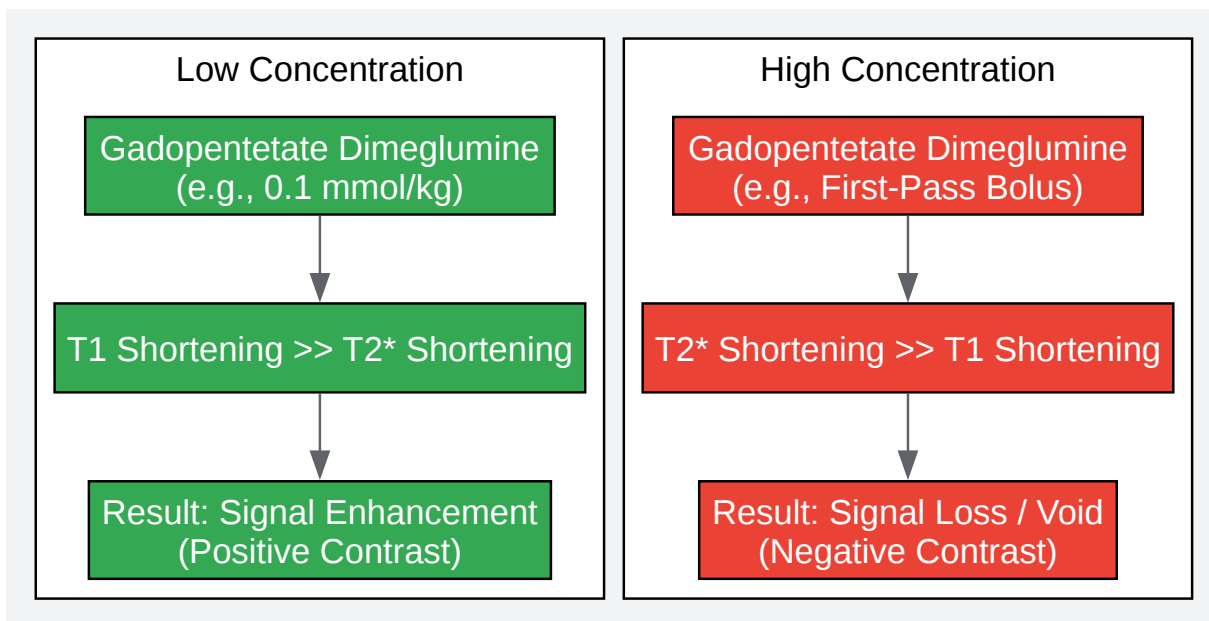 Low Concentration
Gadopentetate Dimeglumine
(e.g., 0.1 mmol/kg)
T1 Shortening >> T2* Shortening
Result: Signal Enhancement
(Positive Contrast)
High Concentration
Gadopentetate Dimeglumine
(e.g., First-Pass Bolus)
T2* Shortening >> T1 Shortening
Result: Signal Loss / Void
(Negative Contrast)